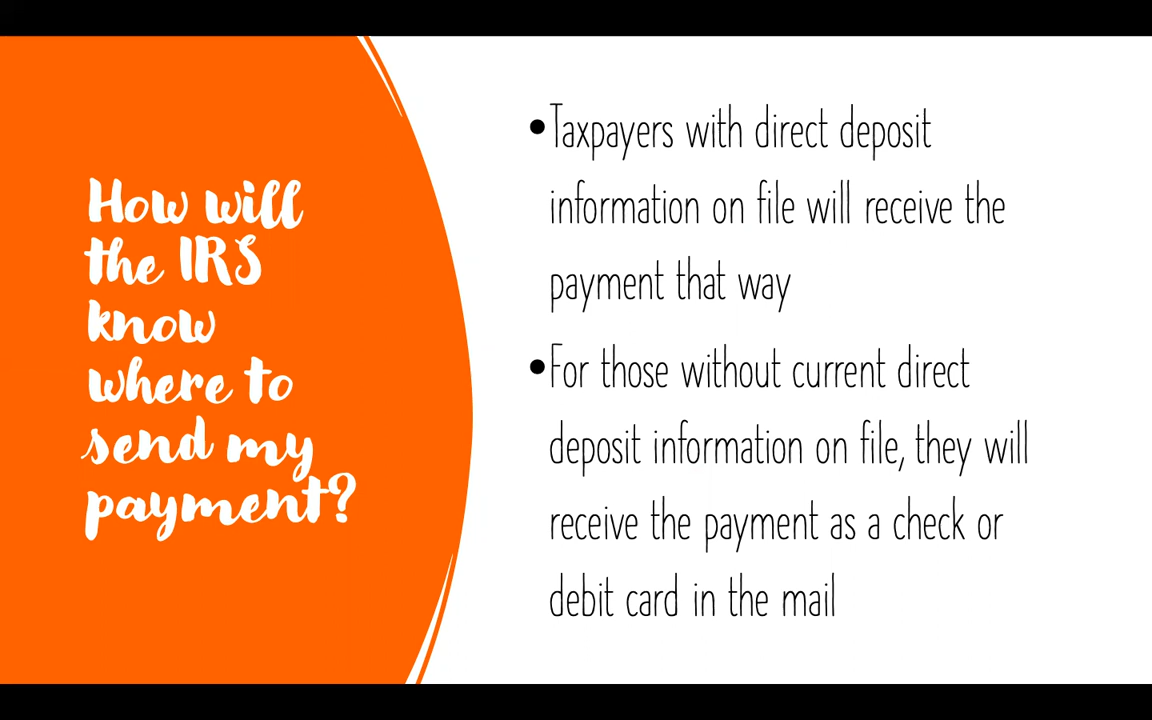 How will
the IRS
know
where to
send my
payment?
•Taxpayers with direct deposit
information on file will receive the
payment that way
•For those without current direct
deposit information on file, they will
receive the payment as a check or
debit card in the mail